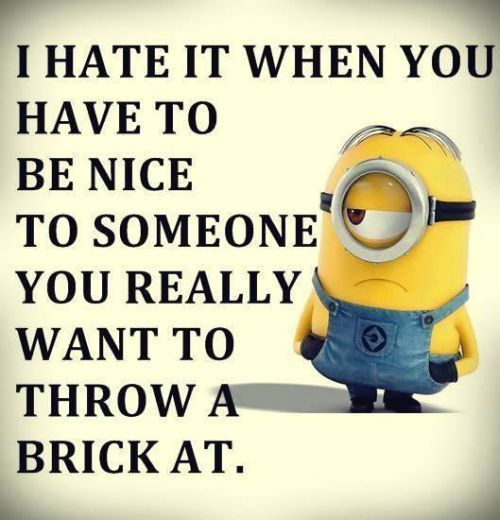 I HATE IT WHEN YOU
HAVE TO
BE NICE
TO SOMEONE
YOU REALLY
WANT TO
THROW A
BRICK AT.